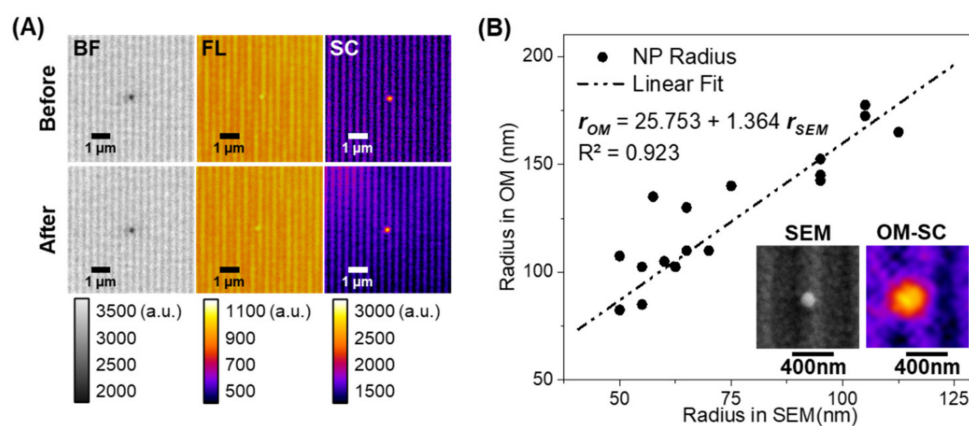 (A)
BF FL SC
Before
1 µm 1 µm 1 µm
After
1 µm 1 µm 1 µm
3500 (a.u.) 1100 (a.u.) 3000 (a.u.)
3000 900 2500
2500 700 2000
2000 500 1500
(B)
200
150
100
50
Radius in OM (nm)
NP Radius
Linear Fit
r_OM = 25.753 + 1.364 r_SEM
R² = 0.923
SEM OM-SC
400nm 400nm
50 75 100 125
Radius in SEM(nm)